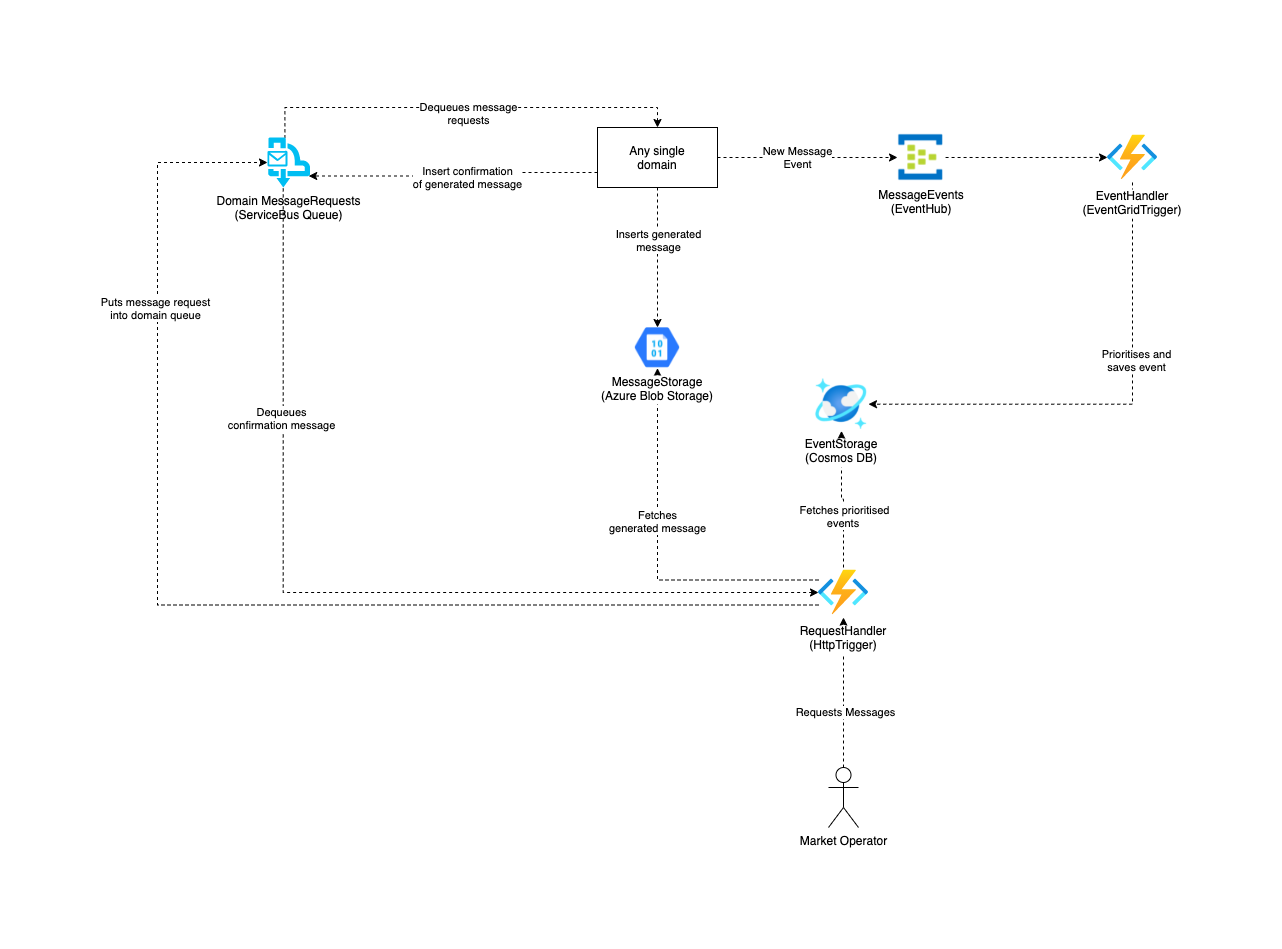 Dequeues message
requests
Any single
domain
New Message
Event
Insert confirmation
of generated message
Domain MessageRequests
(ServiceBus Queue)
MessageEvents
(EventHub)
EventHandler
(EventGridTrigger)
Inserts generated
message
Puts message request
into domain queue
10
01
MessageStorage
(Azure Blob Storage)
Prioritises and
saves event
Dequeues
confirmation message
EventStorage
(Cosmos DB)
Fetches
generated message
Fetches prioritised
events
RequestHandler
(HttpTrigger)
Requests Messages
Market Operator